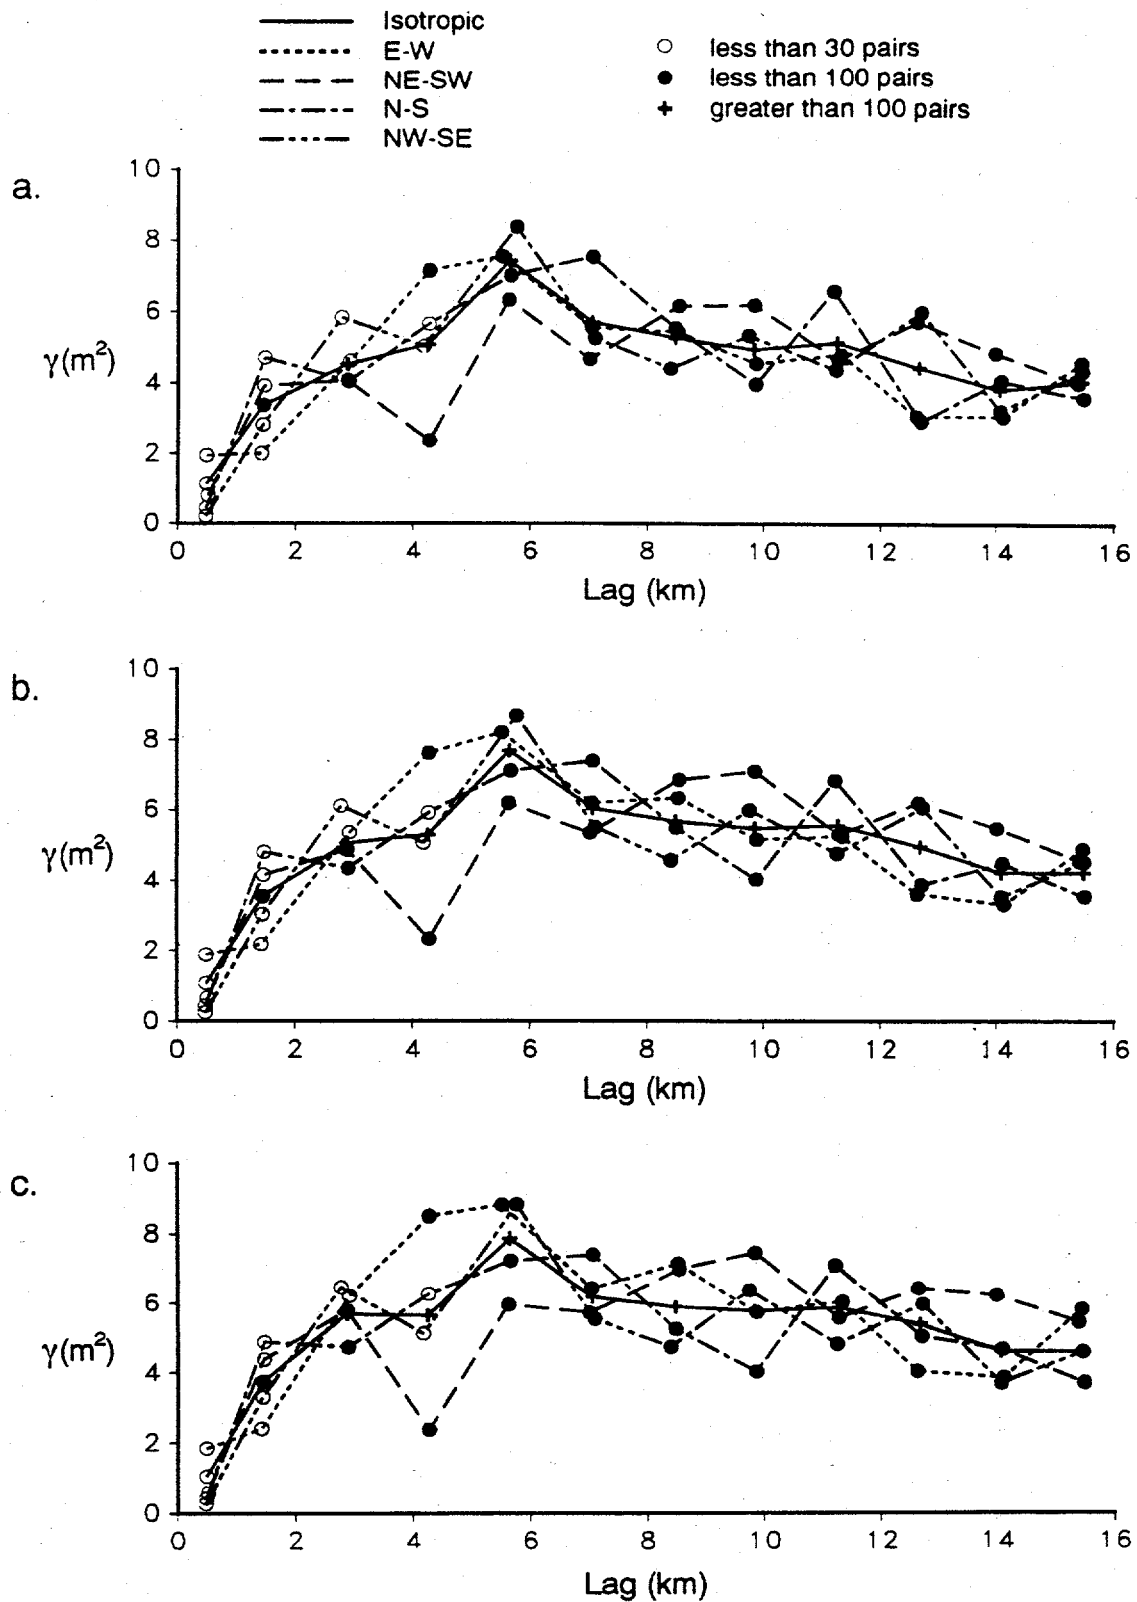 Isotropic
E-W
NE-SW
N-S
NW-SE
less than 30 pairs
less than 100 pairs
greater than 100 pairs
a.
10
8
6
4
2
0
γ(m²)
0 2 4 6 8 10 12 14 16
Lag (km)
b.
10
8
6
4
2
0
γ(m²)
0 2 4 6 8 10 12 14 16
Lag (km)
c.
10
8
6
4
2
0
γ(m²)
0 2 4 6 8 10 12 14 16
Lag (km)